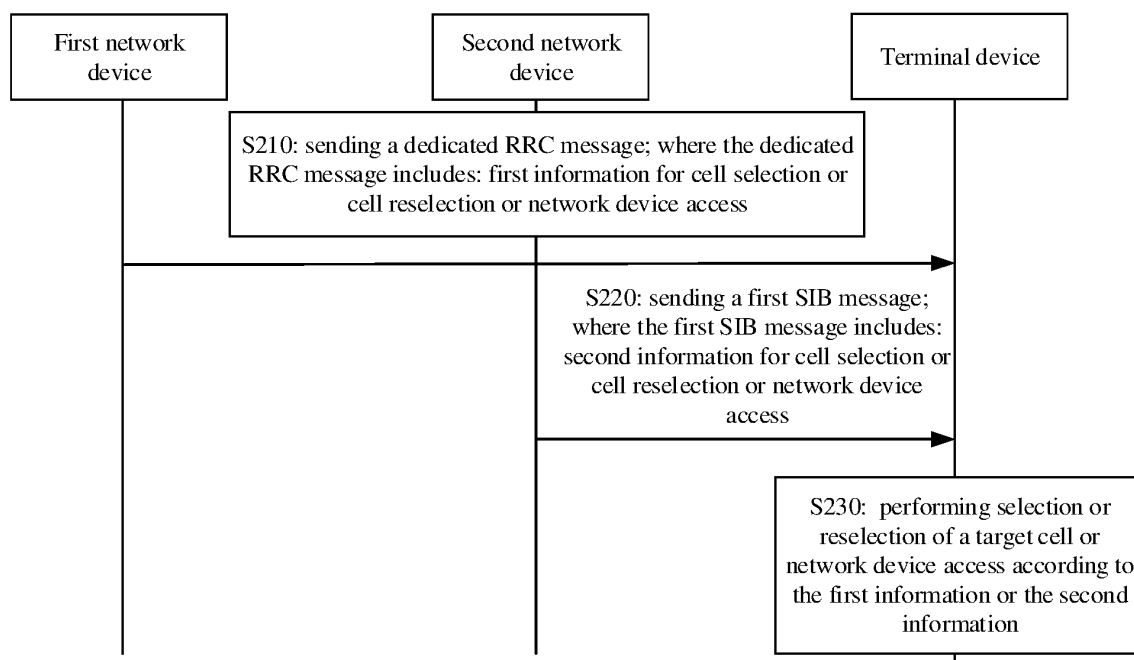 First network
device
Second network
device
Terminal device
S210: sending a dedicated RRC message; where the dedicated
RRC message includes: first information for cell selection or
cell reselection or network device access
S220: sending a first SIB message;
where the first SIB message includes:
second information for cell selection or
cell reselection or network device
access
S230: performing selection or
reselection of a target cell or
network device access according to
the first information or the second
information